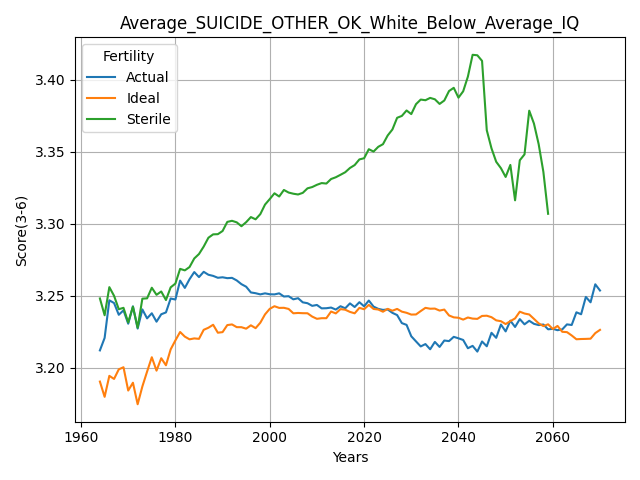 Average_SUICIDE_OTHER_OK_White_Below_Average_IQ
Fertility
Actual
Ideal
Sterile
Score(3-6)
3.40
3.35
3.30
3.25
3.20
1960 1980 2000 2020 2040 2060
Years